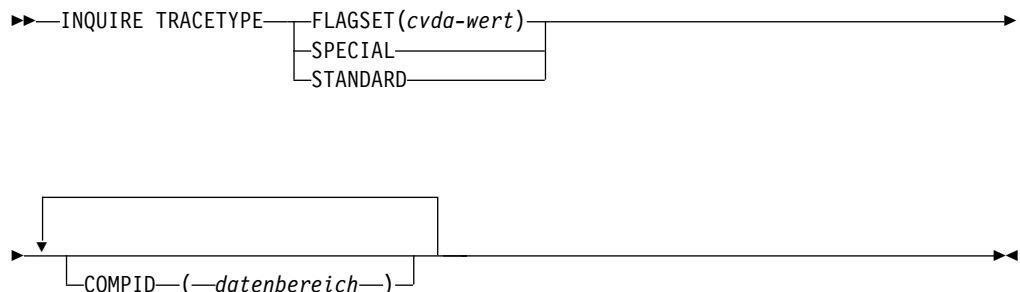 INQUIRE TRACETYPE FLAGSET(cvda-wert)
SPECIAL
STANDARD
COMPID ( datenbereich )